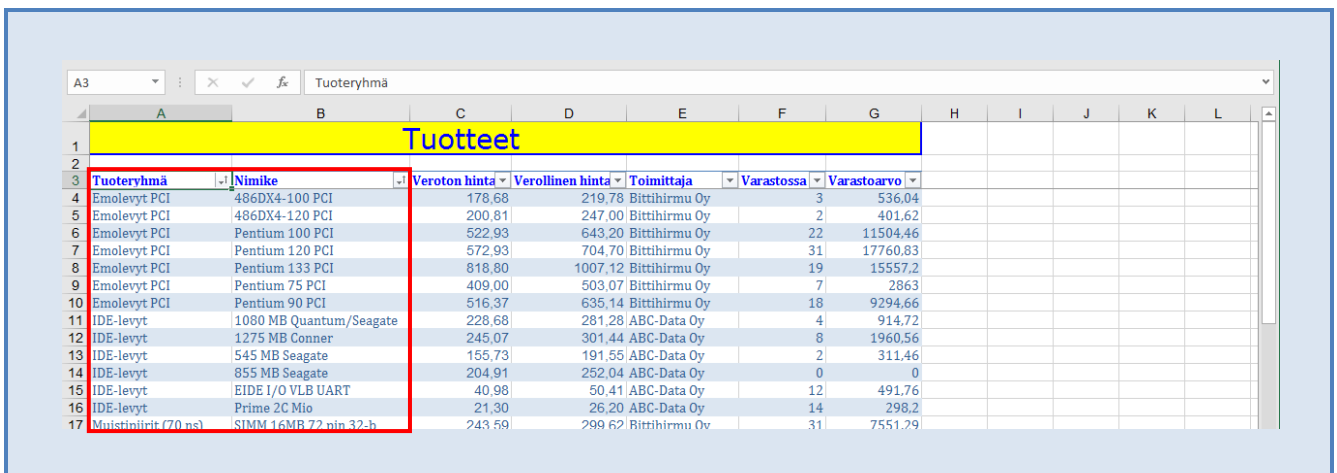 A3 fx Tuoteryhmä
A B C D E F G H I J K L
1 Tuotteet
2
3 Tuoteryhmä Nimike Veroton hinta Verollinen hinta Toimittaja Varastossa Varastoarvo
4 Emolevyt PCI 486DX4-100 PCI 178,68 219,78 Bittihirmu Oy 3 536,04
5 Emolevyt PCI 486DX4-120 PCI 200,81 247,00 Bittihirmu Oy 2 401,62
6 Emolevyt PCI Pentium 100 PCI 522,93 643,20 Bittihirmu Oy 22 11504,46
7 Emolevyt PCI Pentium 120 PCI 572,93 704,70 Bittihirmu Oy 31 17760,83
8 Emolevyt PCI Pentium 133 PCI 818,80 1007,12 Bittihirmu Oy 19 15557,2
9 Emolevyt PCI Pentium 75 PCI 409,00 503,07 Bittihirmu Oy 7 2863
10 Emolevyt PCI Pentium 90 PCI 516,37 635,14 Bittihirmu Oy 18 9294,66
11 IDE-levyt 1080 MB Quantum/Seagate 228,68 281,28 ABC-Data Oy 4 914,72
12 IDE-levyt 1275 MB Conner 245,07 301,44 ABC-Data Oy 8 1960,56
13 IDE-levyt 545 MB Seagate 155,73 191,55 ABC-Data Oy 2 311,46
14 IDE-levyt 855 MB Seagate 204,91 252,04 ABC-Data Oy 0 0
15 IDE-levyt EIDE I/O VLB UART 40,98 50,41 ABC-Data Oy 12 491,76
16 IDE-levyt Prime 2C Mio 21,30 26,20 ABC-Data Oy 14 298,2
17 Muistipiirit (70 ns) SIMM 16MB 72 pin 32-b 243,59 299,62 Bittihirmu Oy 31 7551,29